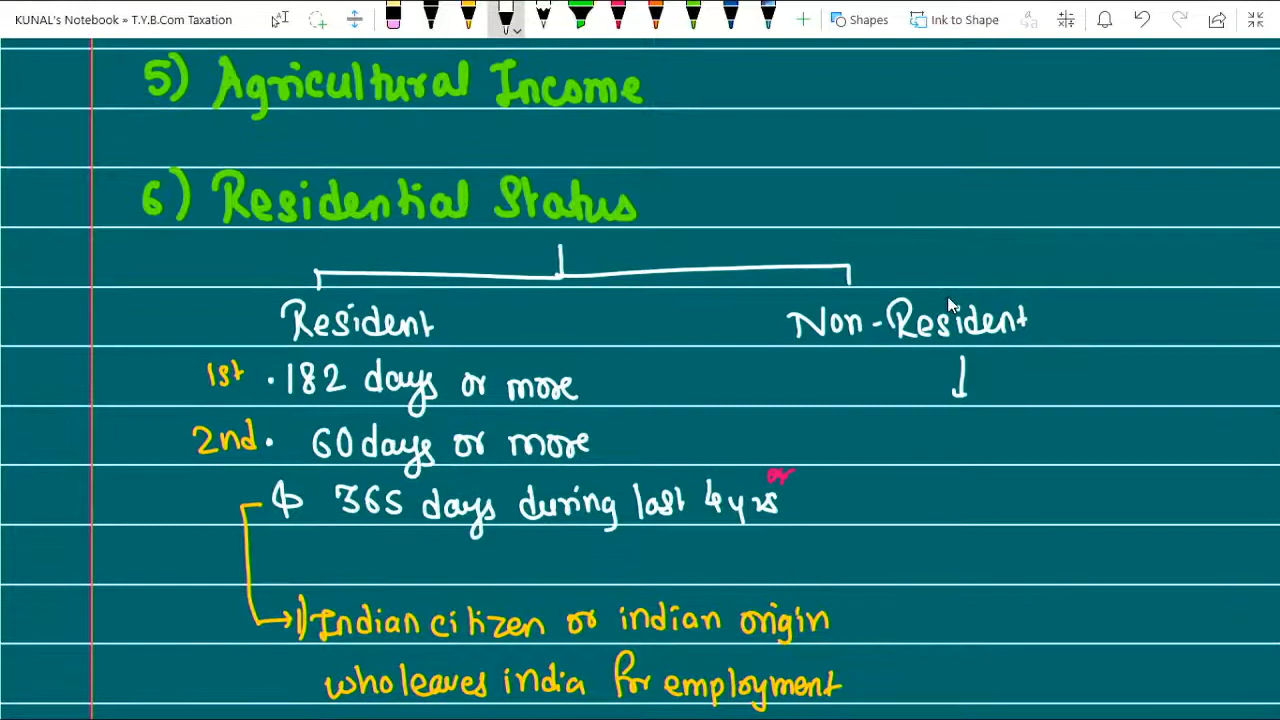 KUNAL's Notebook » T.Y.B.Com Taxation
Shapes
Ink to Shape
5) Agricultural Income
6) Residential Status
Resident Non-Resident
1st . 182 days or more
2nd . 60 days or more
or
& 365 days during last 4 yrs
1) Indian citizen or indian origin
who leaves india for employment